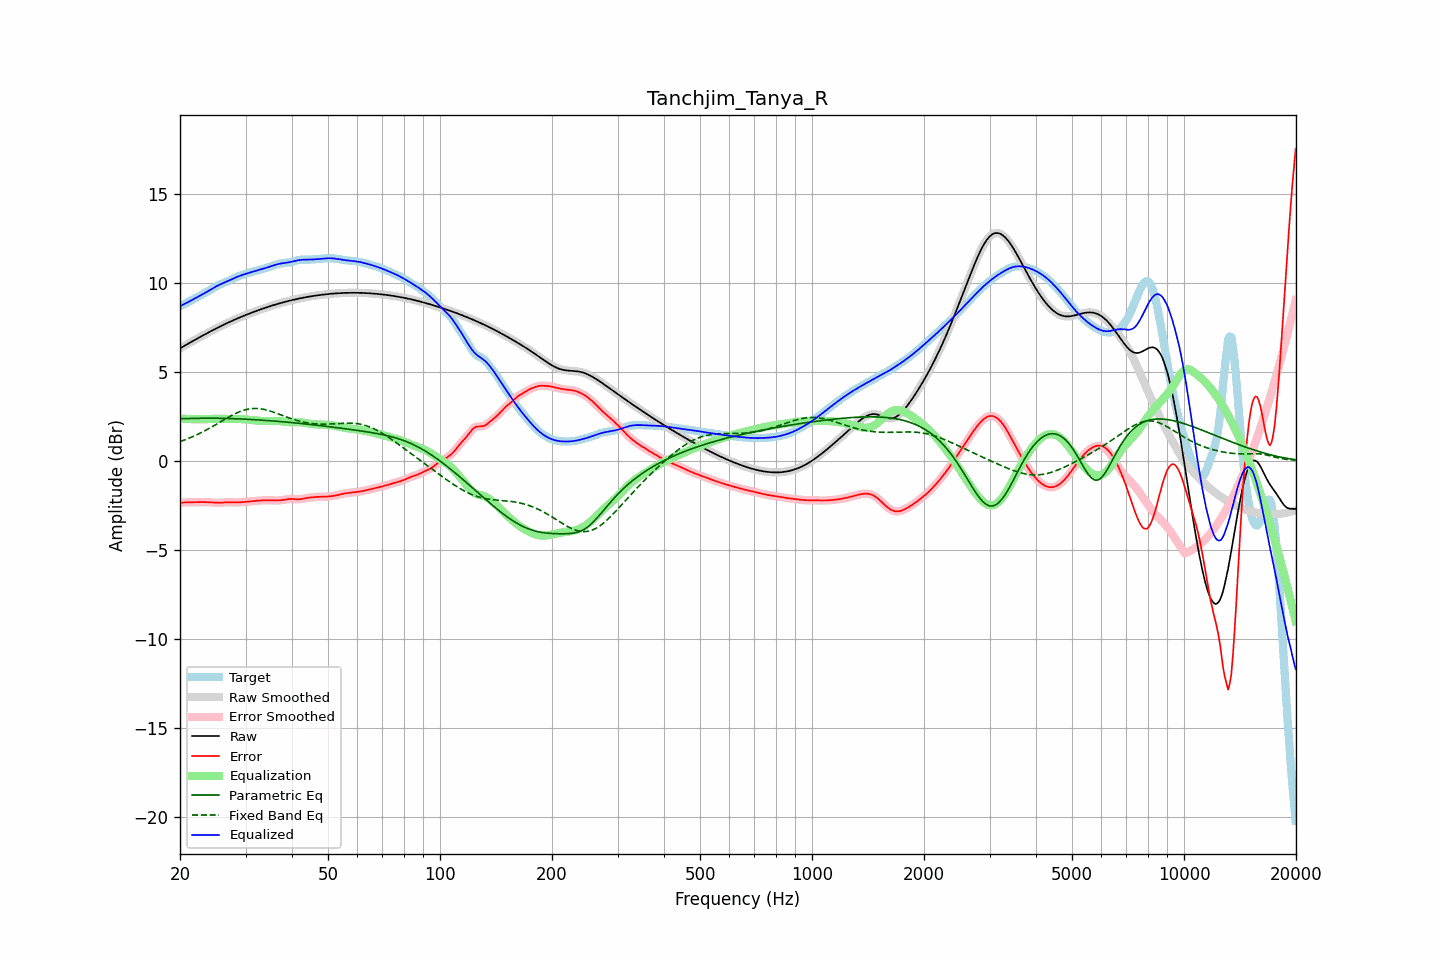 Tanchjim_Tanya_R
Amplitude (dBr)
15
10
5
0
−5
−10
−15
−20
Target
Raw Smoothed
Error Smoothed
Raw
Error
Equalization
Parametric Eq
Fixed Band Eq
Equalized
20 50 100 200 500 1000 2000 5000 10000 20000
Frequency (Hz)